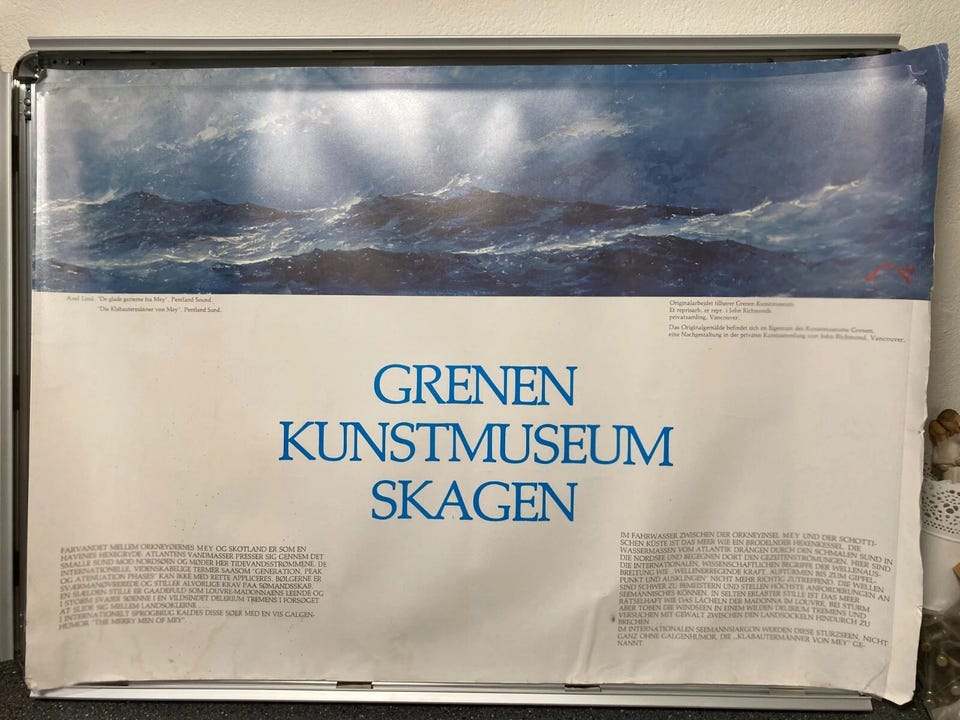 Axel Lind. "De glade gutterne fra Mey". Pentland Sound.
"Die Klabautermänner von Mey". Pentland Sund.
Originalarbejdet tilhører Grenen Kunstmuseum.
Et reprisarb. er repr. i John Richmonds
privatsamling, Vancouver.
Das Originalgemälde befindet sich im Eigentum des Kunstmuseums Grenen,
eine Nachgestaltung in der privaten Kunstsammlung von John Richmond, Vancouver.
GRENEN
KUNSTMUSEUM
SKAGEN
FARVANDET MELLEM ORKNEYØERNES MEY OG SKOTLAND ER SOM EN
HAVENES HEKSEGRYDE: ATLANTENS VANDMASSER PRESSER SIG GENNEM DET
SMALLE SUND MOD NORDSØEN OG MØDER HER TIDEVANDSSTRØMMENE. DE
INTERNATIONELLE, VIDENSKABELIGE TERMER SAASOM "GENERATION, PEAK
OG ATENUATION PHASES" KAN IKKE MED RETTE APPLICERES. BØLGERNE ER
SVÆRMANØVREREDE OG STILLER ALVORLIGE KRAV PAA SØMANDSSKAB.
EN SÆLDEN STILLE ER GAADEFULD SOM LOUVRE-MADONNAENS LEENDE OG
I STORM SVAJER SØERNE I EN VILDSINDET DELIRIUM TREMENS I FORSØGET
AT SLIDE SIG MELLEM LANDSOKLERNE . . .
I INTERNATIONELT SPROGBRUG KALDES DISSE SØER MED EN VIS GALGEN-
HUMOR "THE MERRY MEN OF MEY".
IM FAHRWASSER ZWISCHEN DER ORKNEYINSEL MEY UND DER SCHOTTI-
SCHEN KÜSTE IST DAS MEER WIE EIN BRODELNDER HEXENKESSEL. DIE
WASSERMASSEN VOM ATLANTIK DRÄNGEN DURCH DEN SCHMALEN SUND IN
DIE NORDSEE UND BEGEGNEN DORT DEN GEZEITENSTRÖMUNGEN. HIER SIND
DIE INTERNATIONALEN, WISSENSCHAFTLICHEN BEGRIFFE DER WELLENAUS-
BREITUNG WIE „WELLENERREGENDE KRAFT, AUFTÜRMEN BIS ZUM GIPFEL-
PUNKT UND AUSKLINGEN" NICHT MEHR RICHTIG ZUTREFFEND. DIE WELLEN
SIND SCHWER ZU BEMEISTERN UND STELLEN HÖCHSTE ANFORDERUNGEN AN
SEEMÄNNISCHES KÖNNEN. IN SELTEN ERLABTER STILLE IST DAS MEER
RÄTSELHAFT WIE DAS LÄCHELN DER MADONNA IM LOUVRE, BEI STURM
ABER TOBEN DIE WINDSEEN IN EINEM WILDEN DELIRIUM TREMENS UND
VERSUCHEN MIT GEWALT ZWISCHEN DEN LANDSOCKELN HINDURCH ZU
BRECHEN
IM INTERNATIONALEN SEEMANNSJARGON WERDEN DIESE STURZSEEN, NICHT
GANZ OHNE GALGENHUMOR, DIE „KLABAUTERMÄNNER VON MEY" GE-
NANNT.